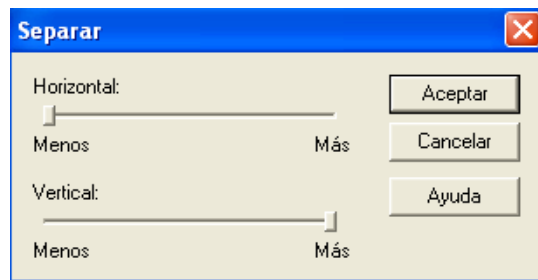 Separar
Horizontal:
Menos Más
Vertical:
Menos Más
Aceptar
Cancelar
Ayuda